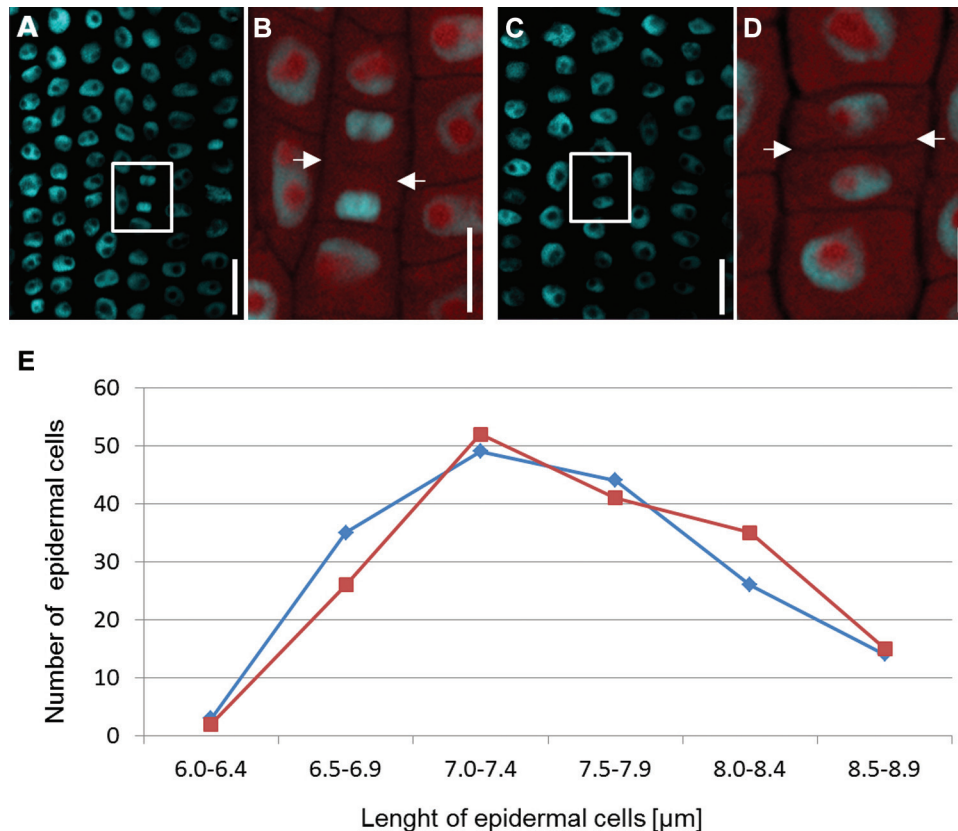 A B C D
E
60
50
40
30
20
10
0
Number of epidermal cells
6.0-6.4 6.5-6.9 7.0-7.4 7.5-7.9 8.0-8.4 8.5-8.9
Lenght of epidermal cells [µm]